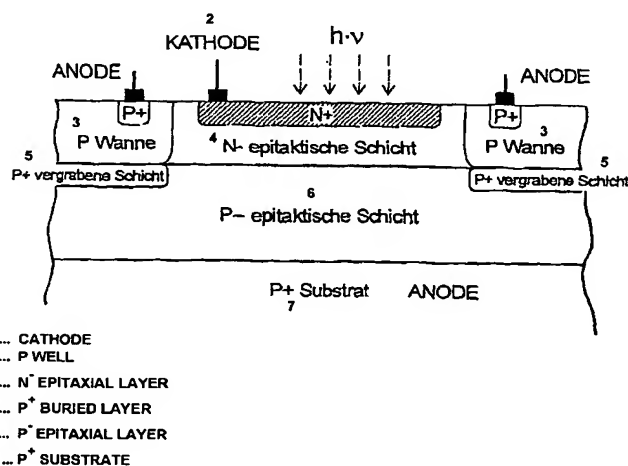 2
KATHODE
h·ν
ANODE
ANODE
P+
N+
P+
3
P Wanne
4
N- epitaktische Schicht
3
P Wanne
5
P+ vergrabene Schicht
5
P+ vergrabene Schicht
6
P- epitaktische Schicht
P+ Substrat
7
ANODE
... CATHODE
... P WELL
... N⁻ EPITAXIAL LAYER
... P⁺ BURIED LAYER
... P⁻ EPITAXIAL LAYER
... P⁺ SUBSTRATE